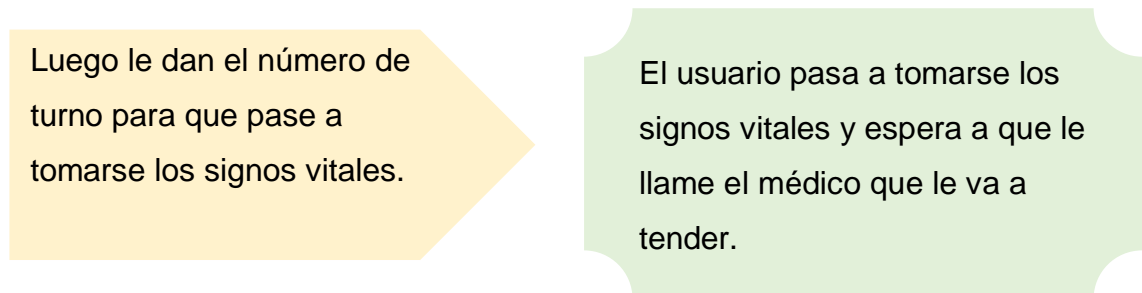 Luego le dan el número de
turno para que pase a
tomarse los signos vitales.
El usuario pasa a tomarse los
signos vitales y espera a que le
llame el médico que le va a
tender.